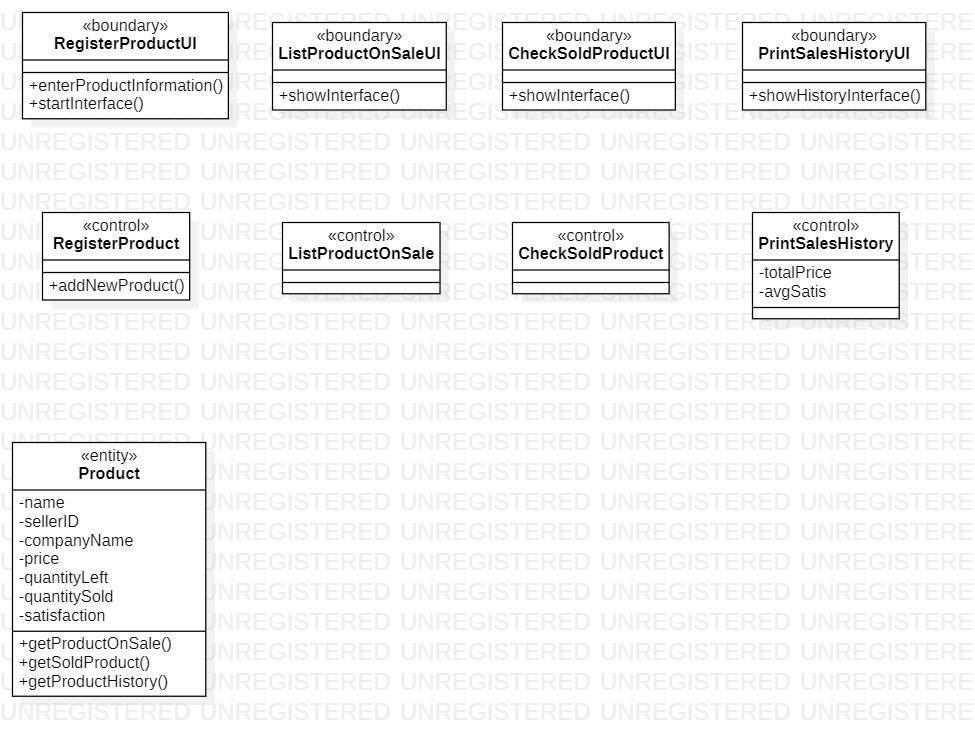 «boundary»
RegisterProductUI
+enterProductInformation()
+startInterface()
«boundary»
ListProductOnSaleUI
+showInterface()
«boundary»
CheckSoldProductUI
+showInterface()
«boundary»
PrintSalesHistoryUI
+showHistoryInterface()
«control»
RegisterProduct
+addNewProduct()
«control»
ListProductOnSale
«control»
CheckSoldProduct
«control»
PrintSalesHistory
-totalPrice
-avgSatis
«entity»
Product
-name
-sellerID
-companyName
-price
-quantityLeft
-quantitySold
-satisfaction
+getProductOnSale()
+getSoldProduct()
+getProductHistory()
UNREGISTERED UNREGISTERED UNREGISTERED UNREGISTERED